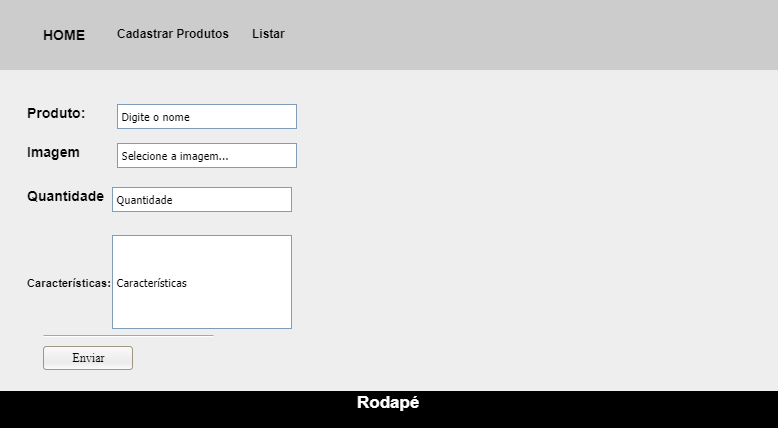 HOME Cadastrar Produtos Listar
Produto: Digite o nome
Imagem Selecione a imagem...
Quantidade Quantidade
Características: Características
Enviar
Rodapé